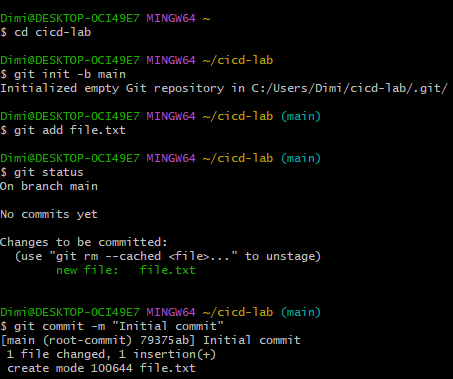 Dimi@DESKTOP-OCI49E7 MINGW64 ~
$ cd cicd-lab
Dimi@DESKTOP-OCI49E7 MINGW64 ~/cicd-lab
$ git init -b main
Initialized empty Git repository in C:/Users/Dimi/cicd-lab/.git/
Dimi@DESKTOP-OCI49E7 MINGW64 ~/cicd-lab (main)
$ git add file.txt
Dimi@DESKTOP-OCI49E7 MINGW64 ~/cicd-lab (main)
$ git status
On branch main
No commits yet
Changes to be committed:
  (use "git rm --cached <file>..." to unstage)
        new file:   file.txt
Dimi@DESKTOP-OCI49E7 MINGW64 ~/cicd-lab (main)
$ git commit -m "Initial commit"
[main (root-commit) 79375ab] Initial commit
 1 file changed, 1 insertion(+)
 create mode 100644 file.txt